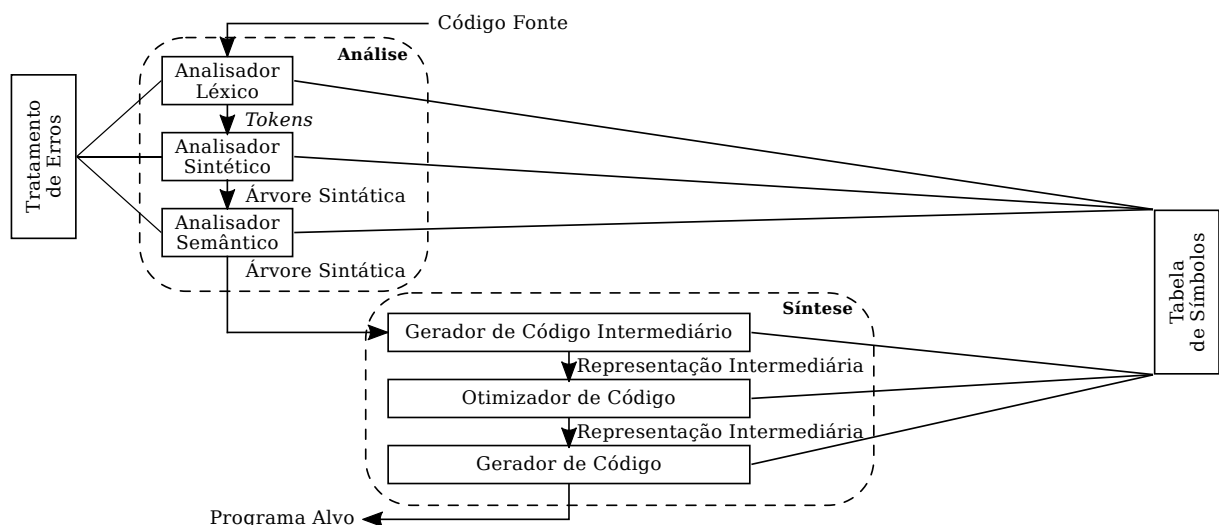 Código Fonte
Análise
Analisador
Léxico
Tokens
Tratamento
de Erros
Analisador
Sintético
Árvore Sintática
Analisador
Semântico
Árvore Sintática
Tabela
de Símbolos
Síntese
Gerador de Código Intermediário
Representação Intermediária
Otimizador de Código
Representação Intermediária
Gerador de Código
Programa Alvo